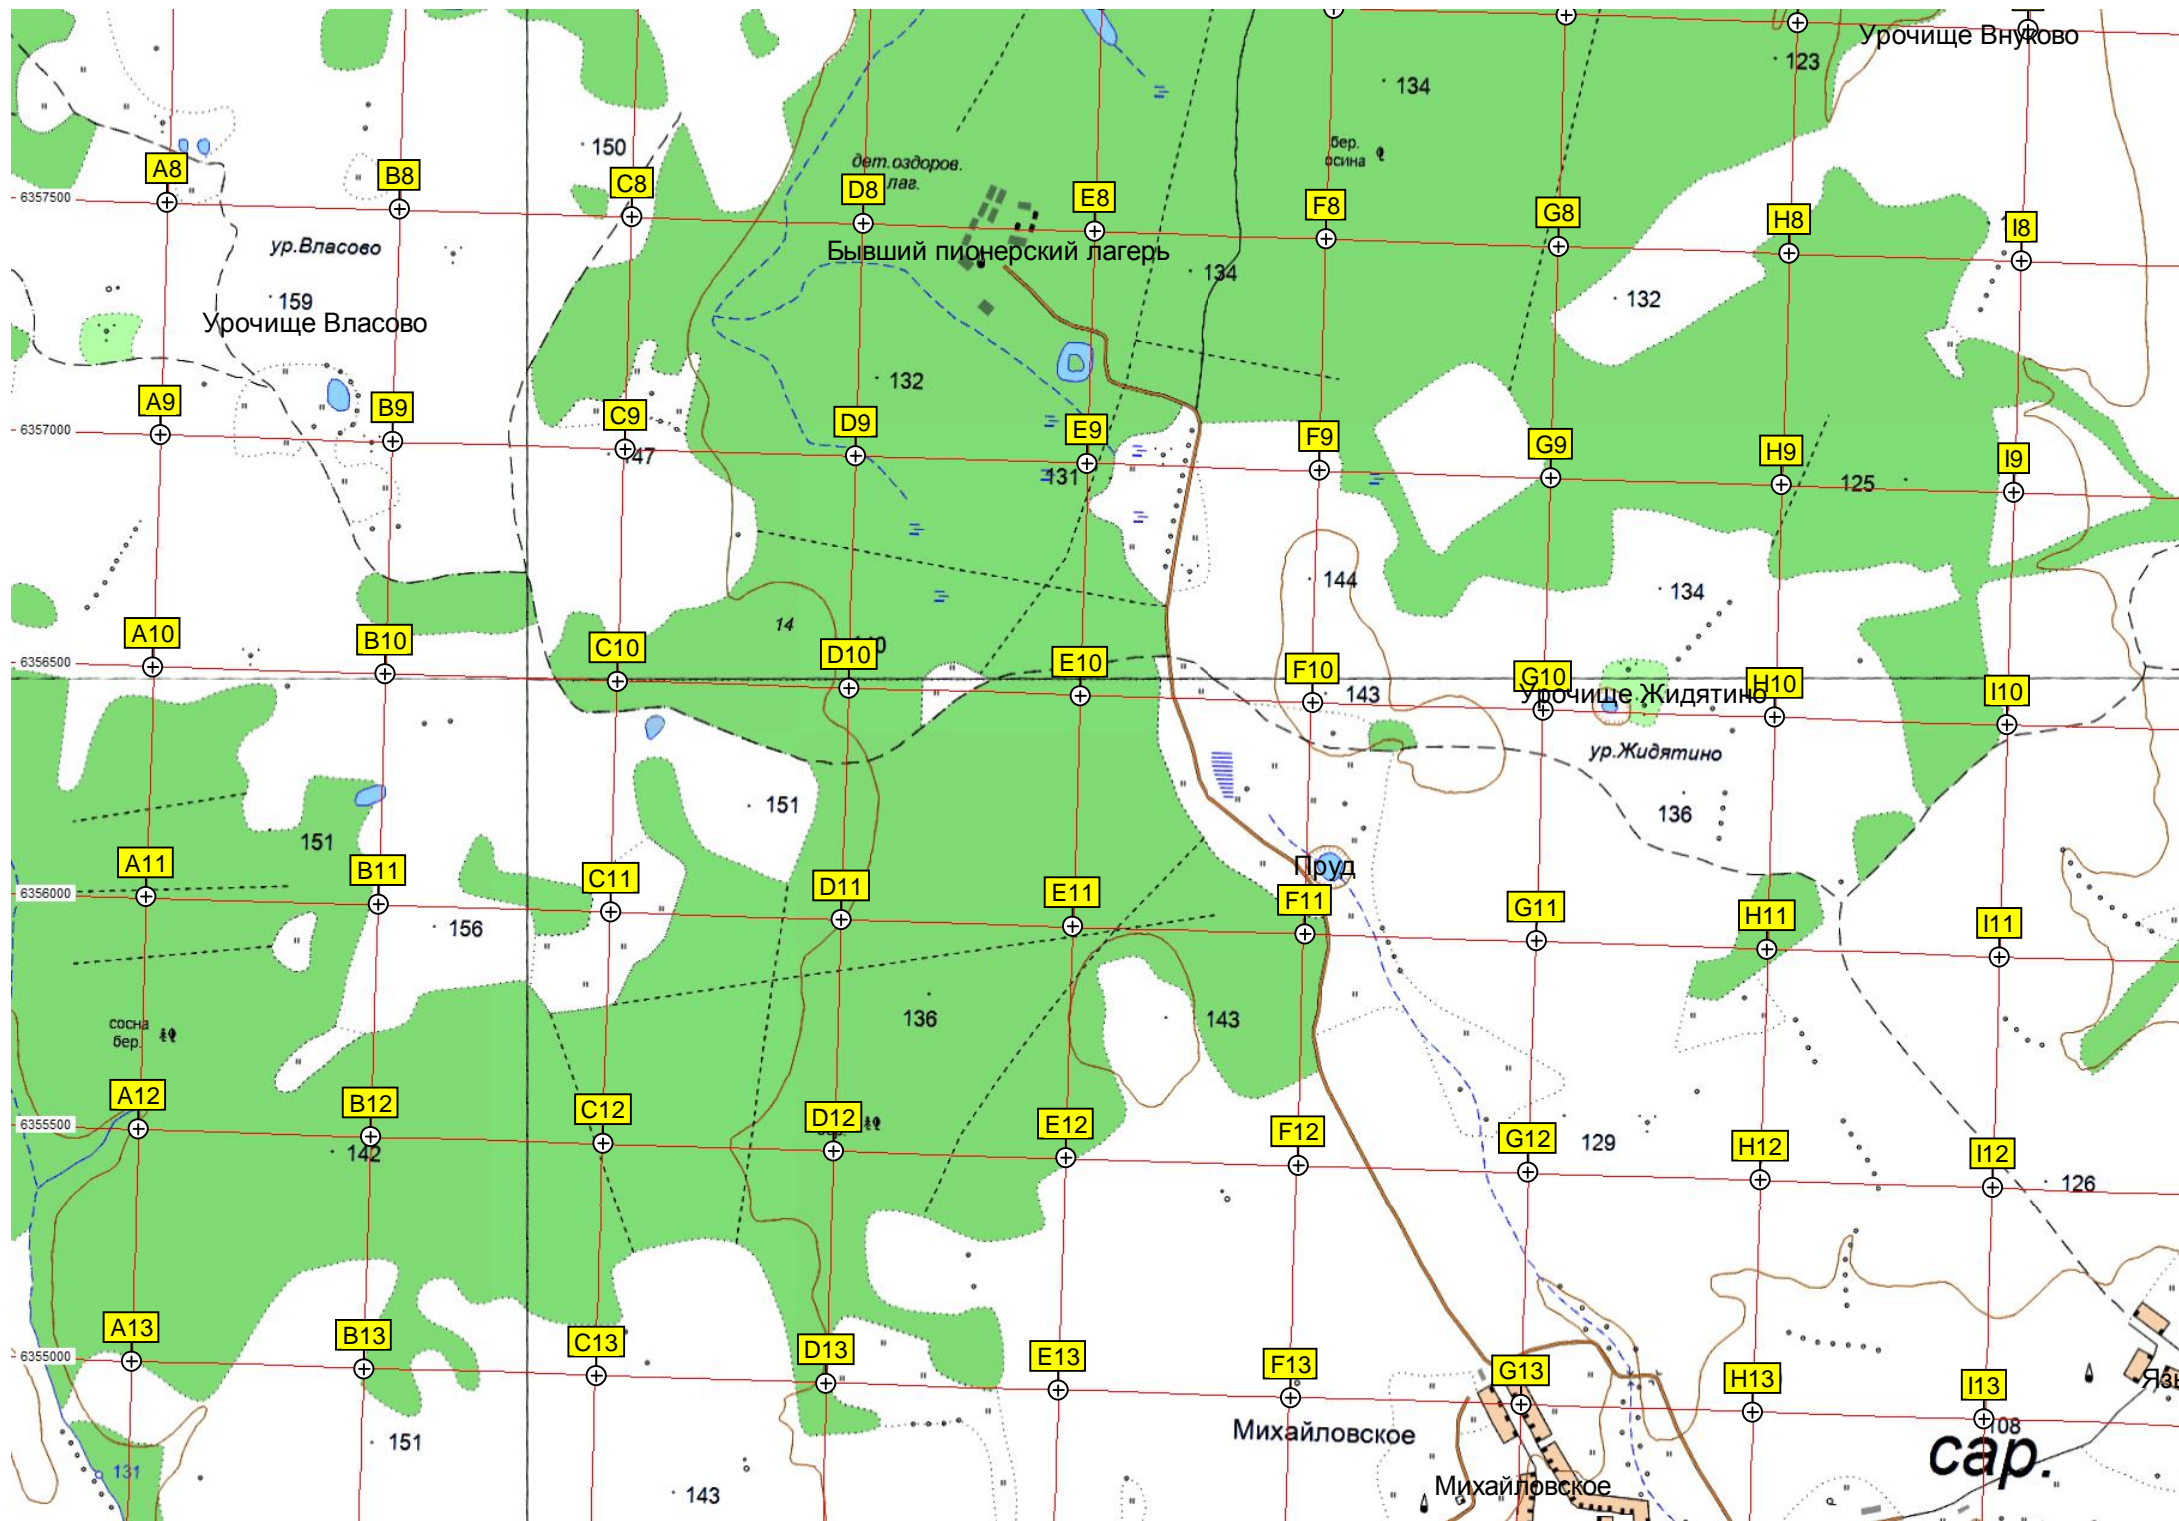 Урочище Внуково
123
134
150
бер.
осина
дет.оздоров.
лаг.
A8
B8
C8
D8
E8
F8
G8
H8
I8
6357500
ур.Власово
Бывший пионерский лагерь
134
159
132
Урочище Власово
132
A9
B9
C9
D9
E9
F9
G9
H9
I9
6357000
147
131
125
144
134
14
140
A10
B10
C10
D10
E10
F10
G10
H10
I10
6356500
143
Урочище Жидятино
ур.Жидятино
151
136
151
Пруд
A11
B11
C11
D11
E11
F11
G11
H11
I11
6356000
156
136
143
сосна
бер.
A12
B12
C12
D12
E12
F12
G12
H12
I12
6355500
142
129
126
A13
B13
C13
D13
E13
F13
G13
H13
I13
6355000
Язы
108
Михайловское
151
сар.
131
Михайловское
143